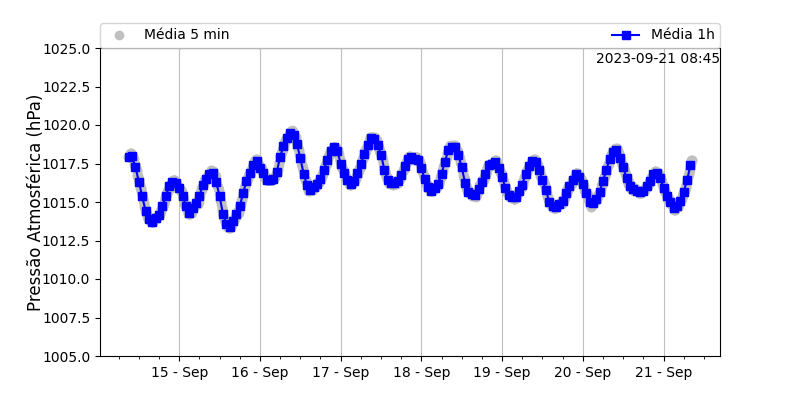 Média 5 min
Média 1h
2023-09-21 08:45
Pressão Atmosférica (hPa)
1025.0
1022.5
1020.0
1017.5
1015.0
1012.5
1010.0
1007.5
1005.0
15 - Sep
16 - Sep
17 - Sep
18 - Sep
19 - Sep
20 - Sep
21 - Sep